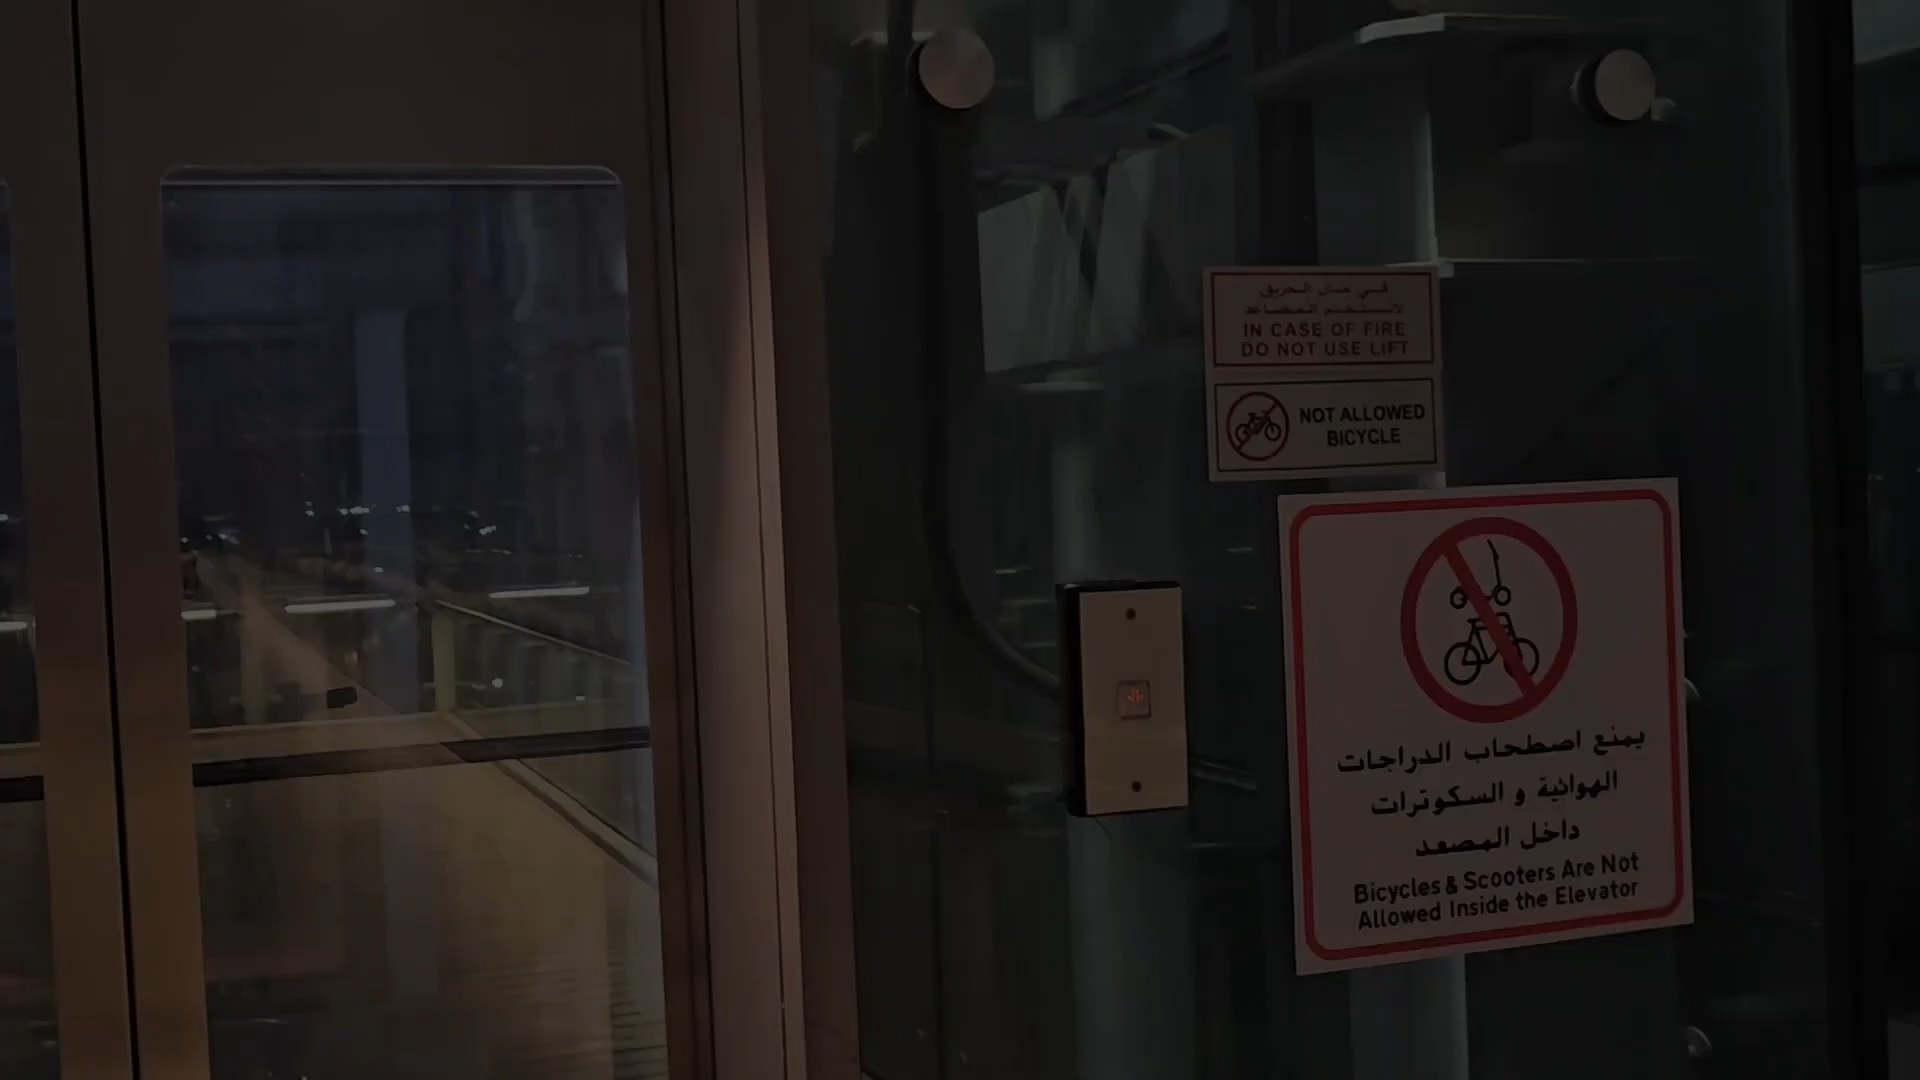 في حال الحريق
لاتستخدم المصاعد
IN CASE OF FIRE
DO NOT USE LIFT
NOT ALLOWED
BICYCLE
يمنع اصطحاب الدراجات
الهوائية و السكوترات
داخل المصعد
Bicycles & Scooters Are Not
Allowed Inside the Elevator